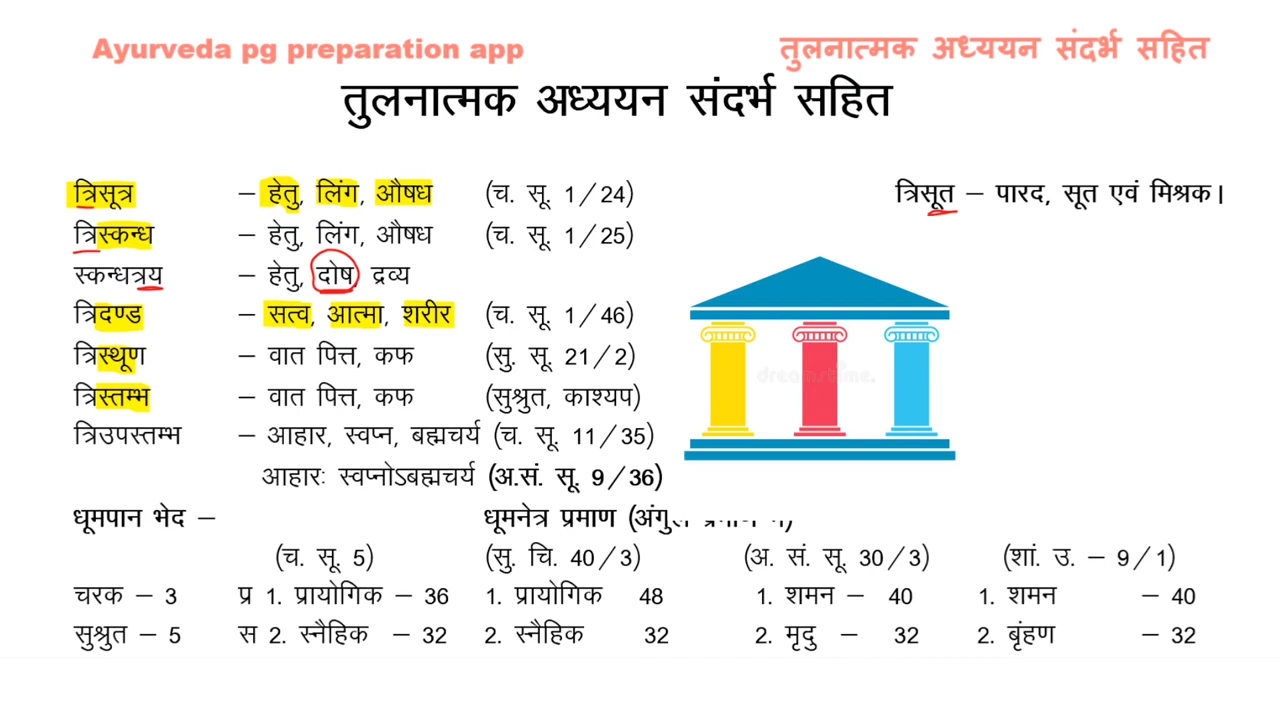 Ayurveda pg preparation app तुलनात्मक अध्ययन संदर्भ सहित
तुलनात्मक अध्ययन संदर्भ सहित
त्रिसूत्र – हेतु, लिंग, औषध (च. सू. 1/24) त्रिसूत – पारद, सूत एवं मिश्रक।
त्रिस्कन्ध – हेतु, लिंग, औषध (च. सू. 1/25)
स्कन्धत्रय – हेतु, दोष, द्रव्य
त्रिदण्ड – सत्व, आत्मा, शरीर (च. सू. 1/46)
त्रिस्थूण – वात पित्त, कफ (सु. सू. 21/2)
dreamstime.
त्रिस्तम्भ – वात पित्त, कफ (सुश्रुत, काश्यप)
त्रिउपस्तम्भ – आहार, स्वप्न, बह्मचर्य (च. सू. 11/35)
आहारः स्वप्नोऽबह्मचर्य (अ.सं. सू. 9/36)
धूमपान भेद – धूमनेत्र प्रमाण (अंगुल
(च. सू. 5) (सु. चि. 40/3) (अ. सं. सू. 30/3) (शां. उ. – 9/1)
चरक – 3 प्र 1. प्रायोगिक – 36 1. प्रायोगिक 48 1. शमन – 40 1. शमन – 40
सुश्रुत – 5 स 2. स्नैहिक – 32 2. स्नैहिक 32 2. मृदु – 32 2. बृंहण – 32